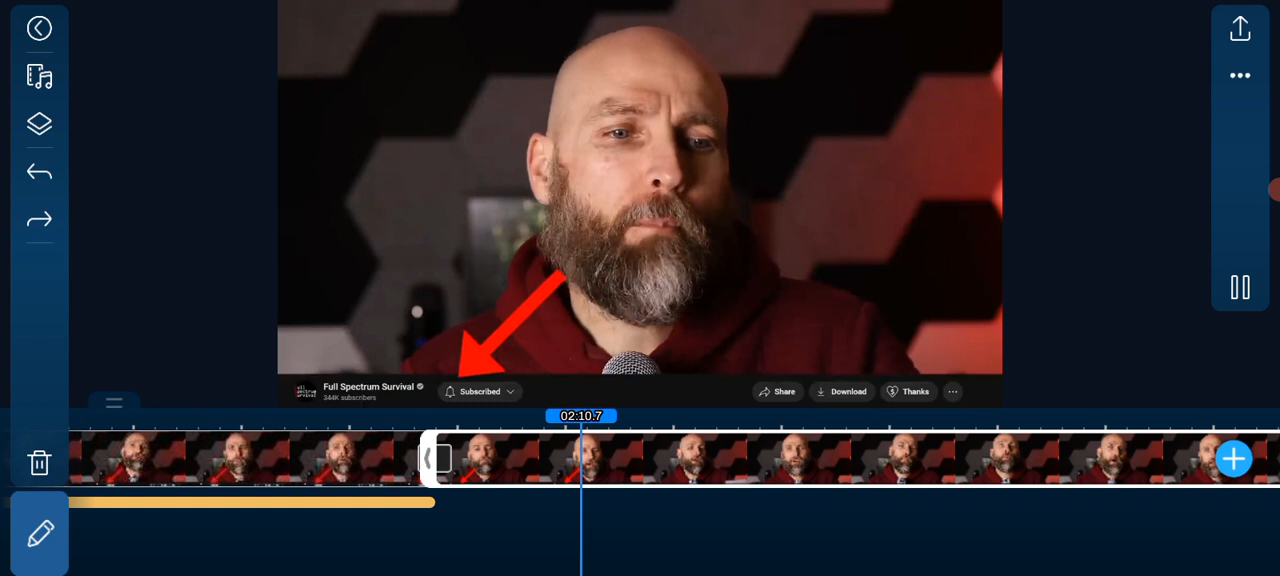 Full Spectrum Survival
344K subscribers
Subscribed
Share
Download
Thanks
02:10.7